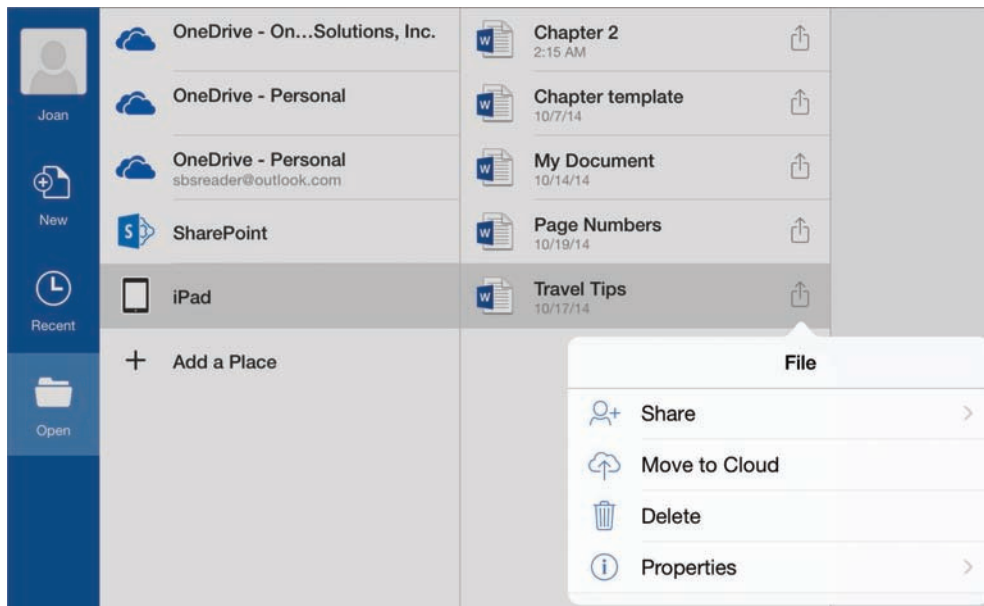 Joan
New
Recent
Open
OneDrive - On...Solutions, Inc.
OneDrive - Personal
OneDrive - Personal
sbsreader@outlook.com
S SharePoint
iPad
+ Add a Place
W Chapter 2
2:15 AM
W Chapter template
10/7/14
W My Document
10/14/14
W Page Numbers
10/19/14
W Travel Tips
10/17/14
File
Share
Move to Cloud
Delete
Properties